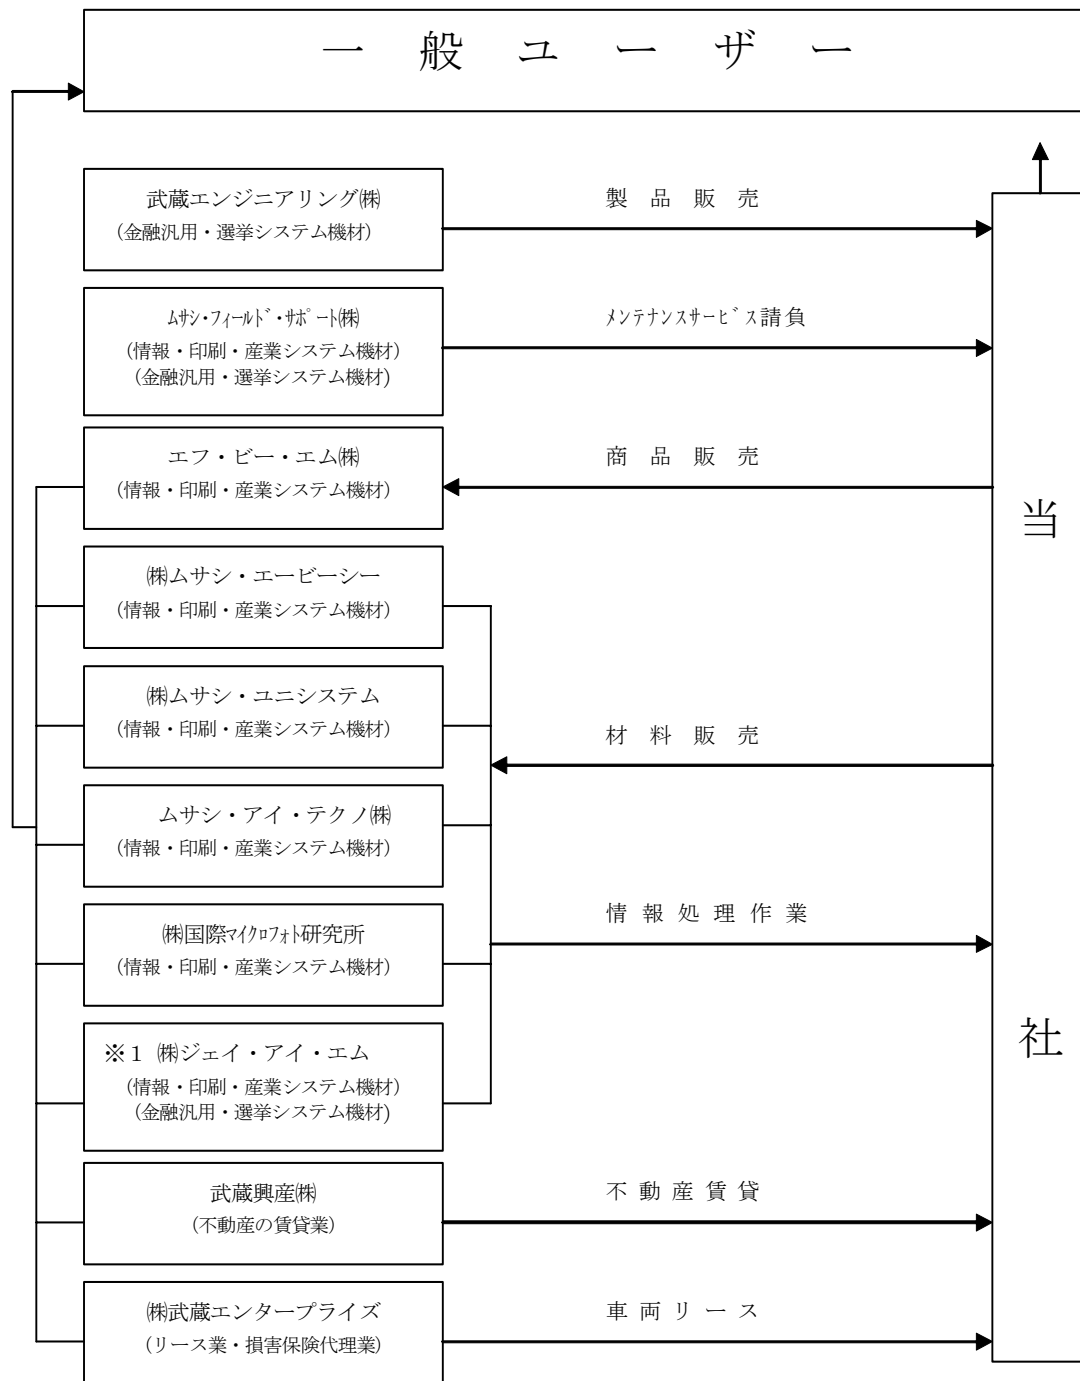 一般ユーザー
武蔵エンジニアリング㈱
(金融汎用・選挙システム機材)
製品販売
ﾑｻｼ・ﾌｨｰﾙﾄﾞ・ｻﾎﾟｰﾄ㈱
(情報・印刷・産業システム機材)
(金融汎用・選挙システム機材)
ﾒﾝﾃﾅﾝｽｻｰﾋﾞｽ請負
エフ・ビー・エム㈱
(情報・印刷・産業システム機材)
商品販売
当社
㈱ムサシ・エービーシー
(情報・印刷・産業システム機材)
㈱ムサシ・ユニシステム
(情報・印刷・産業システム機材)
材料販売
ムサシ・アイ・テクノ㈱
(情報・印刷・産業システム機材)
㈱国際ﾏｲｸﾛﾌｫﾄ研究所
(情報・印刷・産業システム機材)
情報処理作業
※1 ㈱ジェイ・アイ・エム
(情報・印刷・産業システム機材)
(金融汎用・選挙システム機材)
武蔵興産㈱
(不動産の賃貸業)
不動産賃貸
㈱武蔵エンタープライズ
(リース業・損害保険代理業)
車両リース